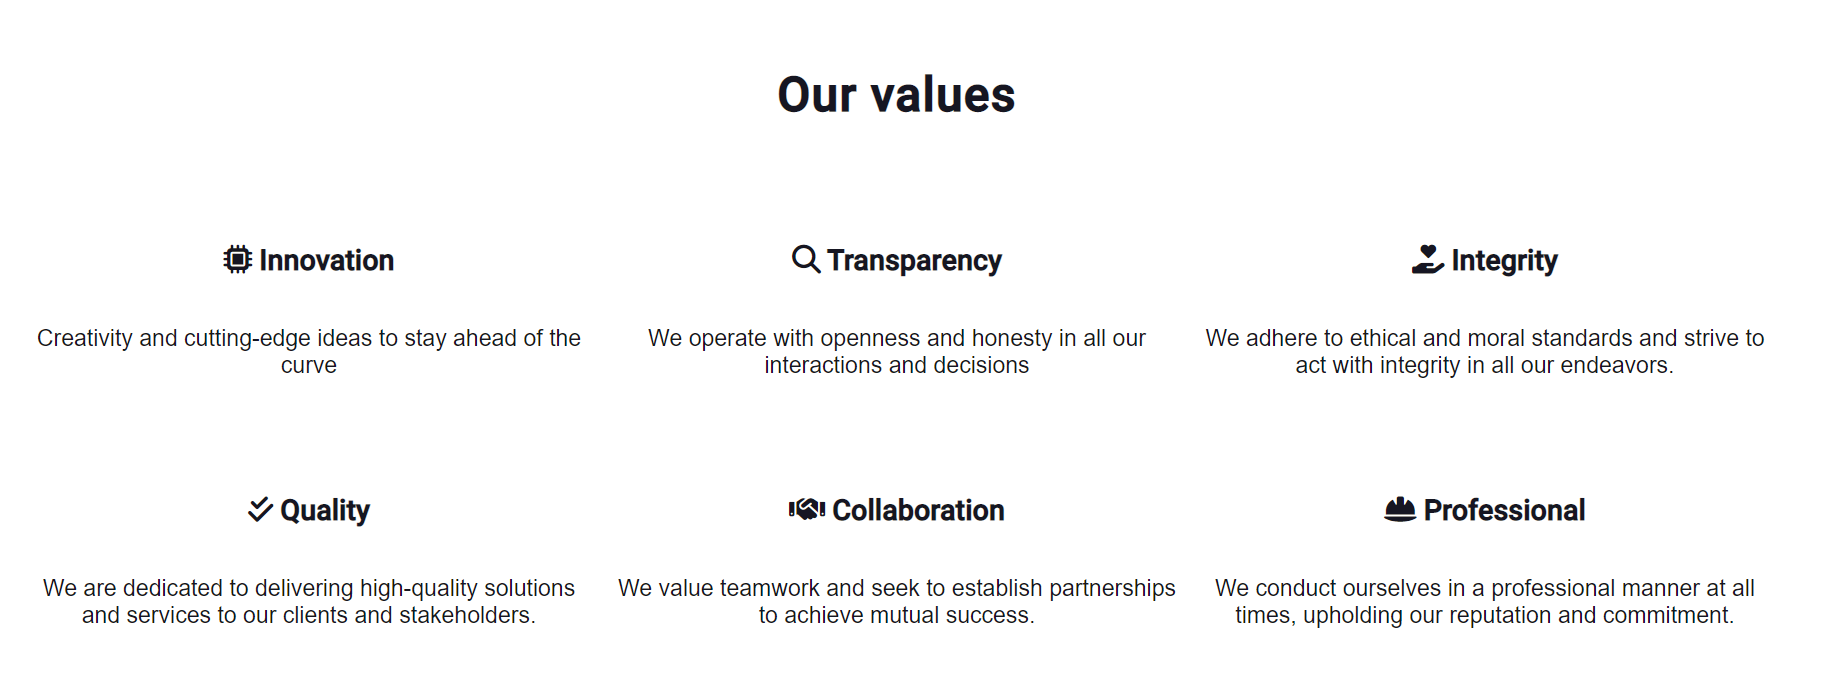 Our values
Innovation
Creativity and cutting-edge ideas to stay ahead of the
curve
Transparency
We operate with openness and honesty in all our
interactions and decisions
Integrity
We adhere to ethical and moral standards and strive to
act with integrity in all our endeavors.
Quality
We are dedicated to delivering high-quality solutions
and services to our clients and stakeholders.
Collaboration
We value teamwork and seek to establish partnerships
to achieve mutual success.
Professional
We conduct ourselves in a professional manner at all
times, upholding our reputation and commitment.